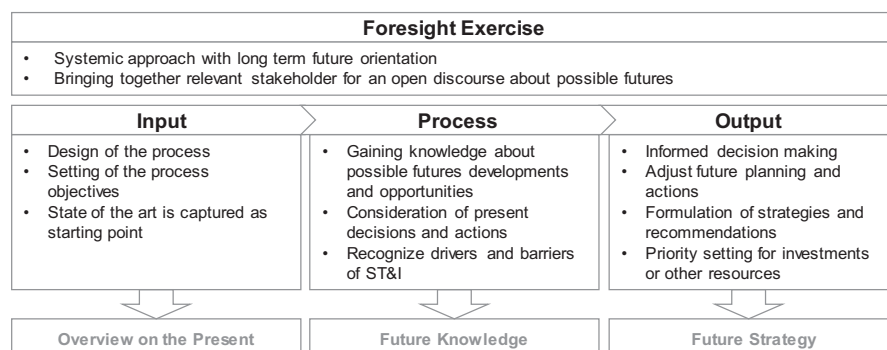 Foresight Exercise
• Systemic approach with long term future orientation
• Bringing together relevant stakeholder for an open discourse about possible futures
Input
• Design of the process
• Setting of the process
objectives
• State of the art is captured as
starting point
Process
• Gaining knowledge about
possible futures developments
and opportunities
• Consideration of present
decisions and actions
• Recognize drivers and barriers
of ST&I
Output
• Informed decision making
• Adjust future planning and
actions
• Formulation of strategies and
recommendations
• Priority setting for investments
or other resources
Overview on the Present
Future Knowledge
Future Strategy